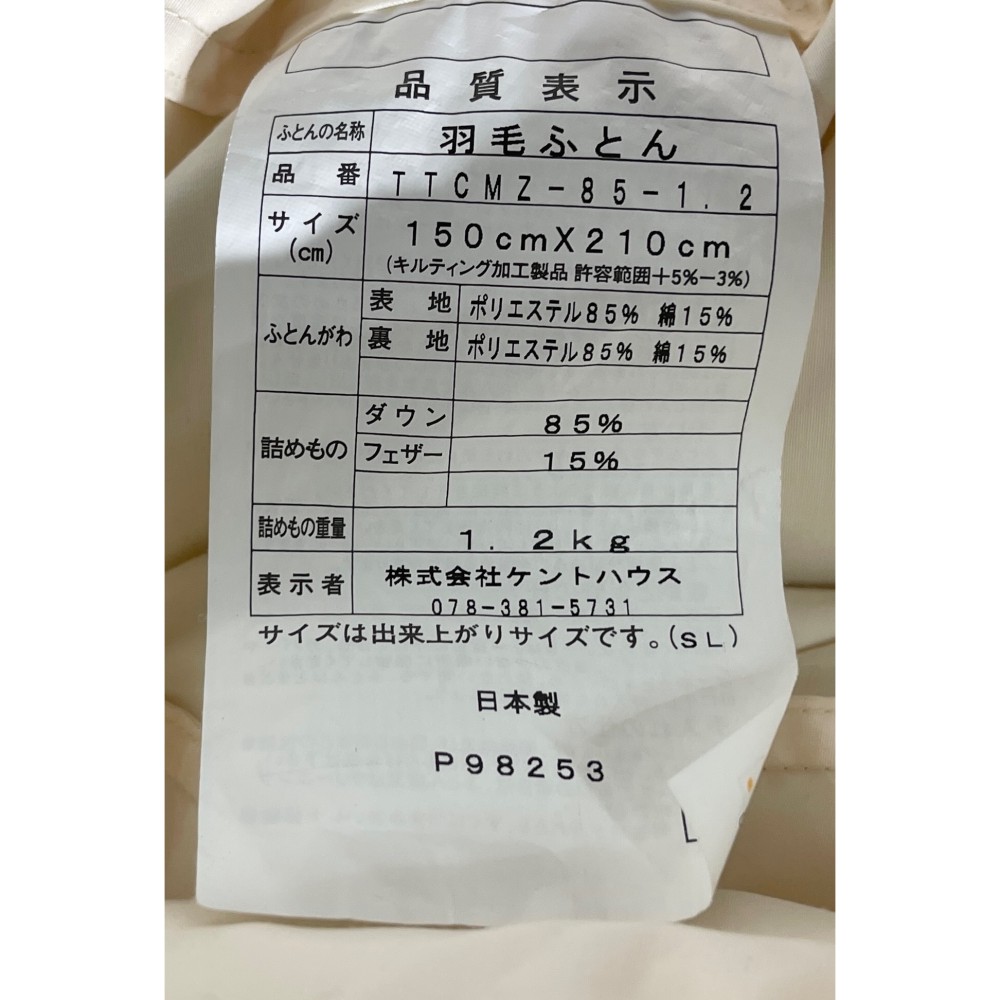 品質表示
ふとんの名称 羽毛ふとん
品番 TTCMZ-85-1.2
サイズ(cm) 150cmX210cm
(キルティング加工製品 許容範囲+5%-3%)
ふとんがわ 表地 ポリエステル85% 綿15%
裏地 ポリエステル85% 綿15%
詰めもの ダウン 85%
フェザー 15%
詰めもの重量 1.2kg
表示者 株式会社ケントハウス
078-381-5731
サイズは出来上がりサイズです。(SL)
日本製
P98253
L